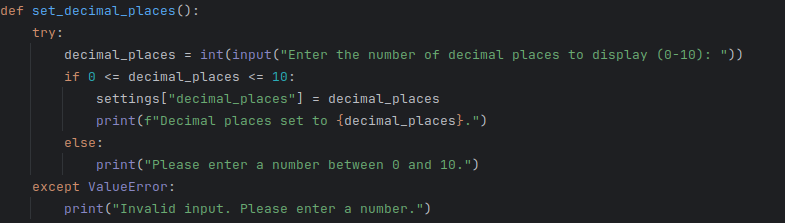 def set_decimal_places():
    try:
        decimal_places = int(input("Enter the number of decimal places to display (0-10): "))
        if 0 <= decimal_places <= 10:
            settings["decimal_places"] = decimal_places
            print(f"Decimal places set to {decimal_places}.")
        else:
            print("Please enter a number between 0 and 10.")
    except ValueError:
        print("Invalid input. Please enter a number.")